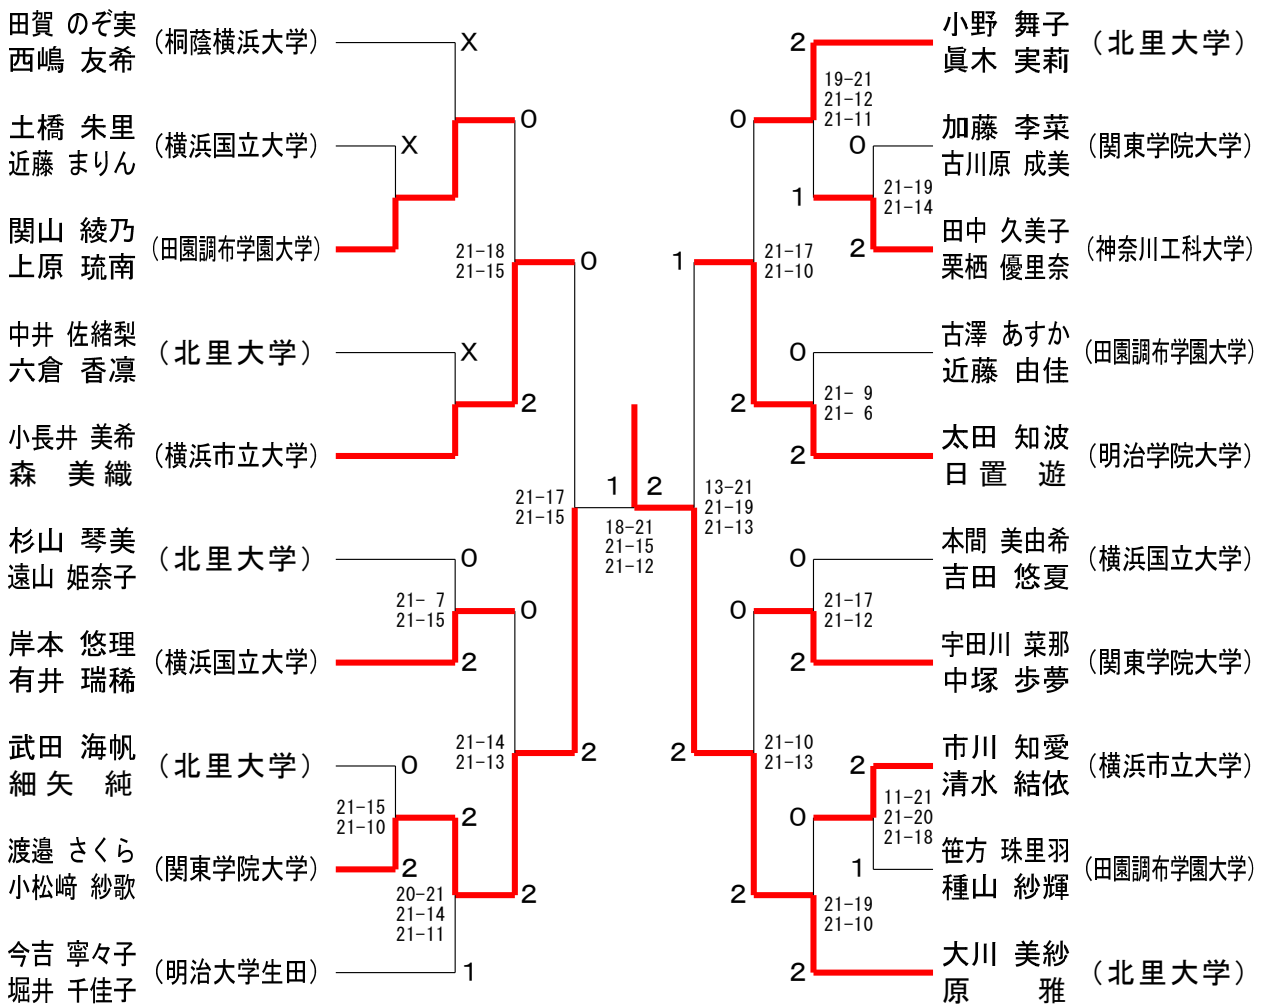 田賀 のぞ実
西嶋 友希
(桐蔭横浜大学)
X
土橋 朱里
近藤 まりん
(横浜国立大学)
X
0
関山 綾乃
上原 琉南
(田園調布学園大学)
21-18
21-15
0
中井 佐緒梨
六倉 香凛
(北里大学)
X
2
小長井 美希
森 美織
(横浜市立大学)
21-17
21-15
1
2
18-21
21-15
21-12
杉山 琴美
遠山 姫奈子
(北里大学)
0
21- 7
21-15
0
岸本 悠理
有井 瑞稀
(横浜国立大学)
2
21-14
21-13
2
武田 海帆
細矢 純
(北里大学)
0
21-15
21-10
2
渡邉 さくら
小松﨑 紗歌
(関東学院大学)
2
20-21
21-14
21-11
2
今吉 寧々子
堀井 千佳子
(明治大学生田)
1
2
小野 舞子
眞木 実莉
(北里大学)
19-21
21-12
21-11
0
0
加藤 李菜
古川原 成美
(関東学院大学)
21-19
21-14
1
2
田中 久美子
栗栖 優里奈
(神奈川工科大学)
21-17
21-10
1
0
古澤 あすか
近藤 由佳
(田園調布学園大学)
21- 9
21- 6
2
2
太田 知波
日置 遊
(明治学院大学)
13-21
21-19
21-13
0
本間 美由希
吉田 悠夏
(横浜国立大学)
21-17
21-12
0
2
宇田川 菜那
中塚 歩夢
(関東学院大学)
2
21-10
21-13
2
市川 知愛
清水 結依
(横浜市立大学)
11-21
21-20
21-18
0
1
笹方 珠里羽
種山 紗輝
(田園調布学園大学)
2
21-19
21-10
2
大川 美紗
原 雅
(北里大学)